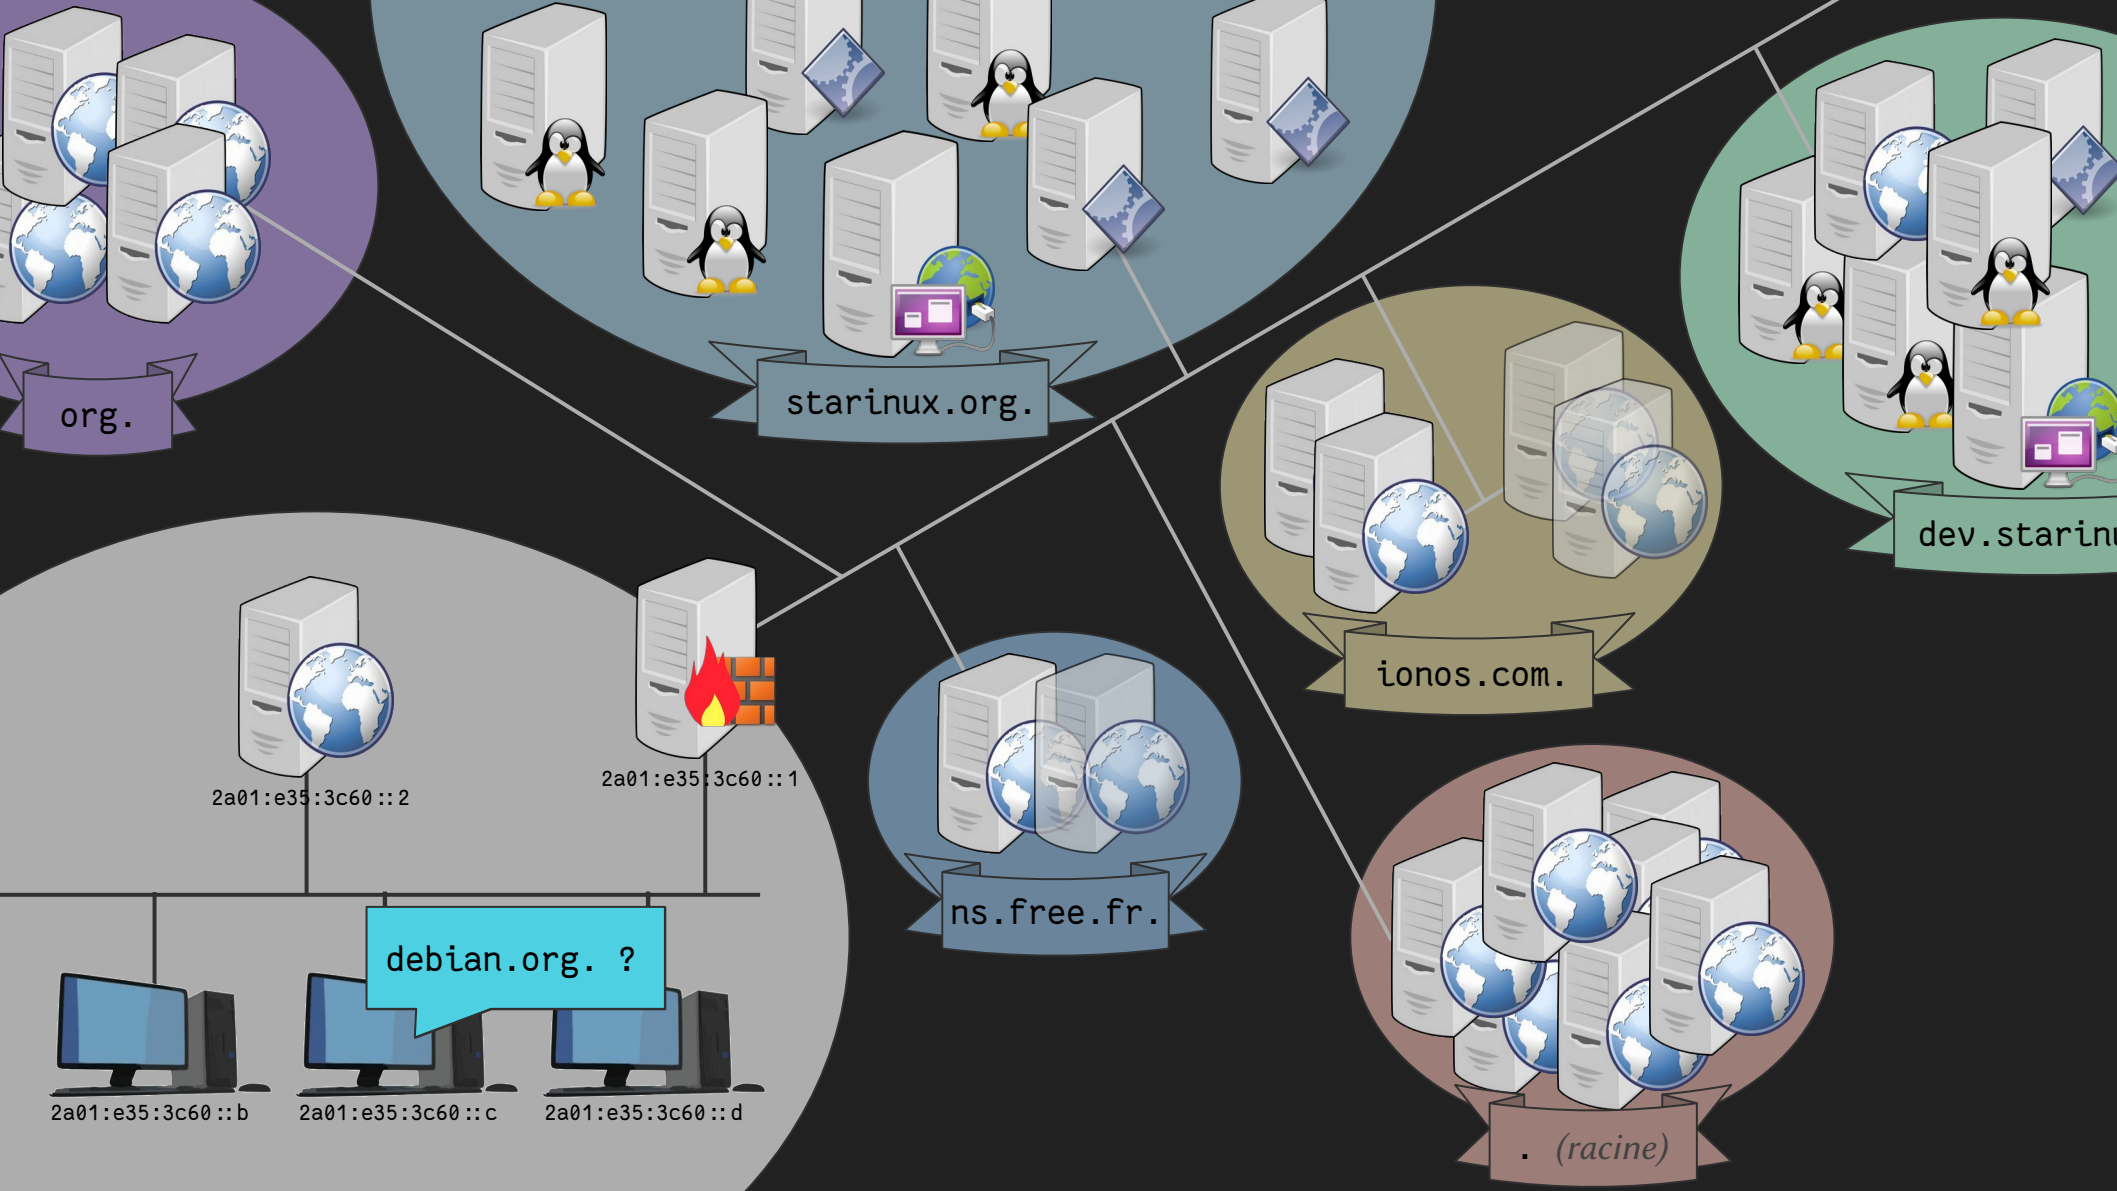 org.
starinux.org.
dev.starinu
ionos.com.
2a01:e35:3c60::1
2a01:e35:3c60::2
ns.free.fr.
debian.org. ?
2a01:e35:3c60::b
2a01:e35:3c60::c
2a01:e35:3c60::d
. (racine)